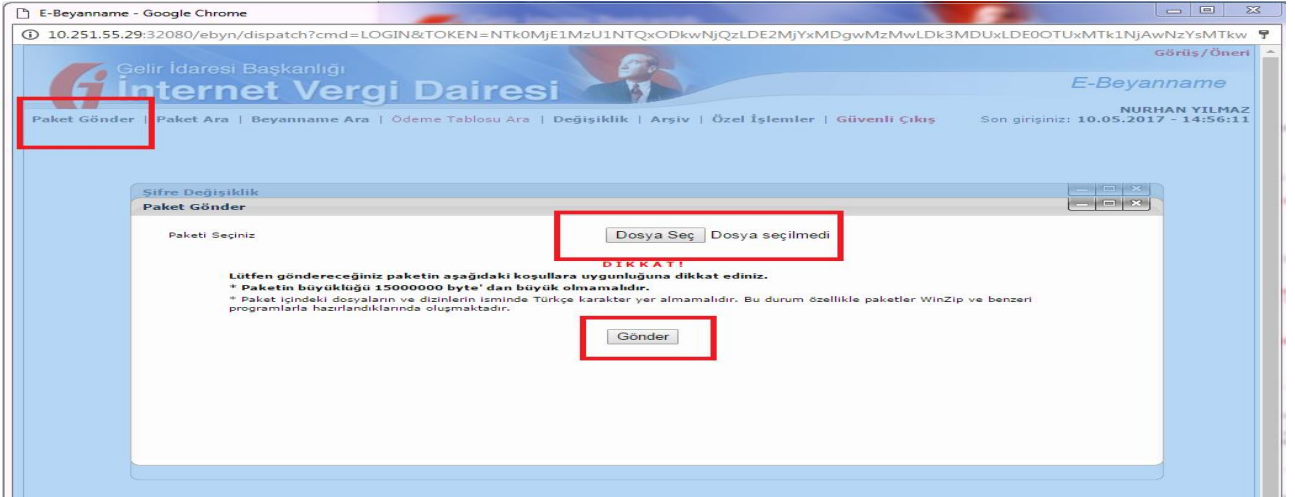 E-Beyanname - Google Chrome
10.251.55.29:32080/ebyn/dispatch?cmd=LOGIN&TOKEN=NTk0MjE1MzU1NTQxODkwNjQzLDE2MjYxMDgwMzMwLDk3MDUxLDE0OTUxMTk1NjAwNzYsMTkw
Görüş/Öneri
Gelir İdaresi Başkanlığı
İnternet Vergi Dairesi
E-Beyanname
NURHAN YILMAZ
Paket Gönder | Paket Ara | Beyanname Ara | Ödeme Tablosu Ara | Değişiklik | Arşiv | Özel İşlemler | Güvenli Çıkış Son girişiniz: 10.05.2017 - 14:56:11
Şifre Değişiklik
Paket Gönder
Paketi Seçiniz Dosya Seç Dosya seçilmedi
DİKKAT!
Lütfen göndereceğiniz paketin aşağıdaki koşullara uygunluğuna dikkat ediniz.
* Paketin büyüklüğü 15000000 byte' dan büyük olmamalıdır.
* Paket içindeki dosyaların ve dizinlerin isminde Türkçe karakter yer almamalıdır. Bu durum özellikle paketler WinZip ve benzeri
programlarla hazırlandıklarında oluşmaktadır.
Gönder